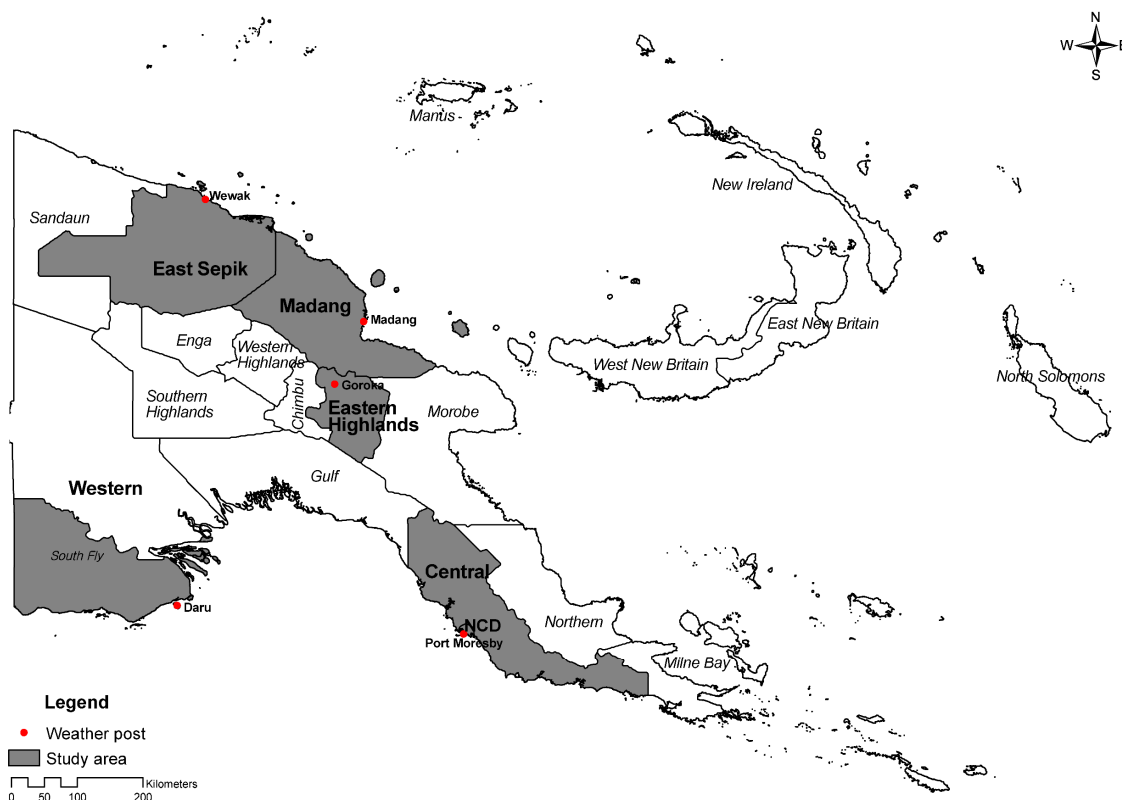 N
W
E
S
Manus
New Ireland
Wewak
Sandaun
East Sepik
Madang
Madang
East New Britain
Enga
Western
Highlands
West New Britain
North Solomons
Goroka
Chimbu
Southern
Highlands
Eastern
Highlands
Morobe
Gulf
Western
South Fly
Central
Daru
NCD
Port Moresby
Northern
Milne Bay
Legend
Weather post
Study area
Kilometers
0 50 100 200